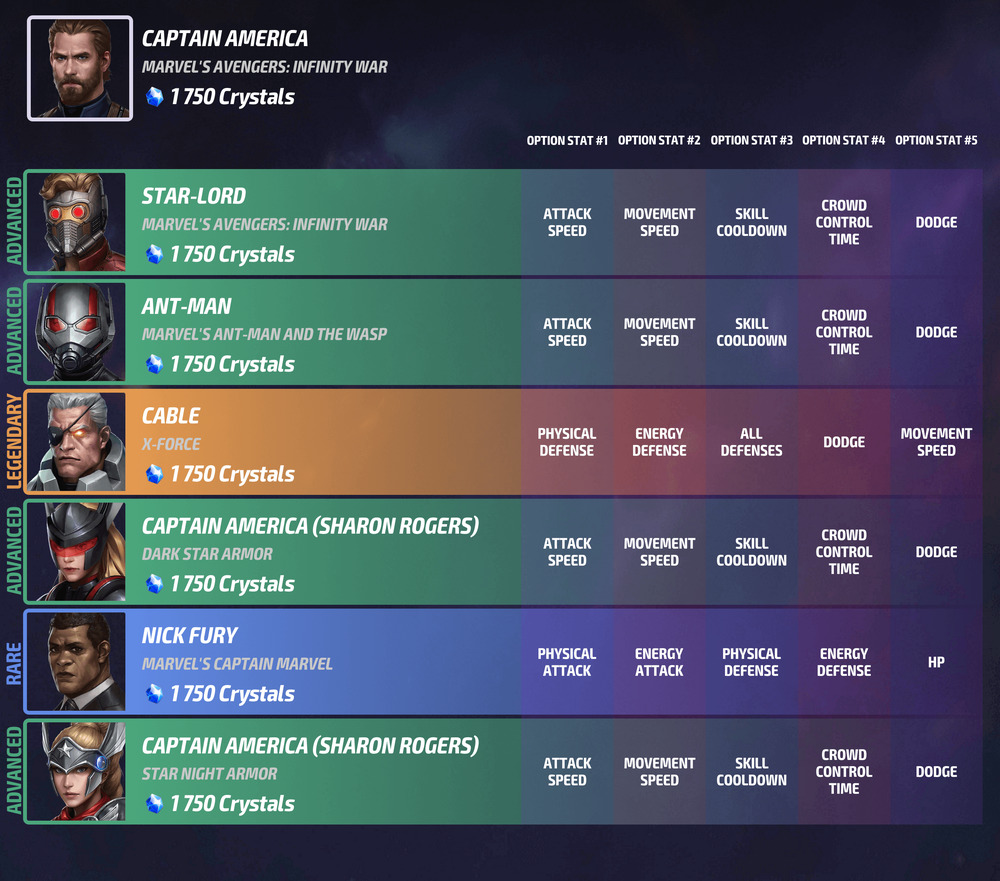 CAPTAIN AMERICA
MARVEL'S AVENGERS: INFINITY WAR
1 750 Crystals
OPTION STAT #1 OPTION STAT #2 OPTION STAT #3 OPTION STAT #4 OPTION STAT #5
ADVANCED
STAR-LORD
MARVEL'S AVENGERS: INFINITY WAR
1 750 Crystals
ATTACK
SPEED
MOVEMENT
SPEED
SKILL
COOLDOWN
CROWD
CONTROL
TIME
DODGE
ADVANCED
ANT-MAN
MARVEL'S ANT-MAN AND THE WASP
1 750 Crystals
ATTACK
SPEED
MOVEMENT
SPEED
SKILL
COOLDOWN
CROWD
CONTROL
TIME
DODGE
LEGENDARY
CABLE
X-FORCE
1 750 Crystals
PHYSICAL
DEFENSE
ENERGY
DEFENSE
ALL
DEFENSES
DODGE
MOVEMENT
SPEED
ADVANCED
CAPTAIN AMERICA (SHARON ROGERS)
DARK STAR ARMOR
1 750 Crystals
ATTACK
SPEED
MOVEMENT
SPEED
SKILL
COOLDOWN
CROWD
CONTROL
TIME
DODGE
RARE
NICK FURY
MARVEL'S CAPTAIN MARVEL
1 750 Crystals
PHYSICAL
ATTACK
ENERGY
ATTACK
PHYSICAL
DEFENSE
ENERGY
DEFENSE
HP
ADVANCED
CAPTAIN AMERICA (SHARON ROGERS)
STAR NIGHT ARMOR
1 750 Crystals
ATTACK
SPEED
MOVEMENT
SPEED
SKILL
COOLDOWN
CROWD
CONTROL
TIME
DODGE